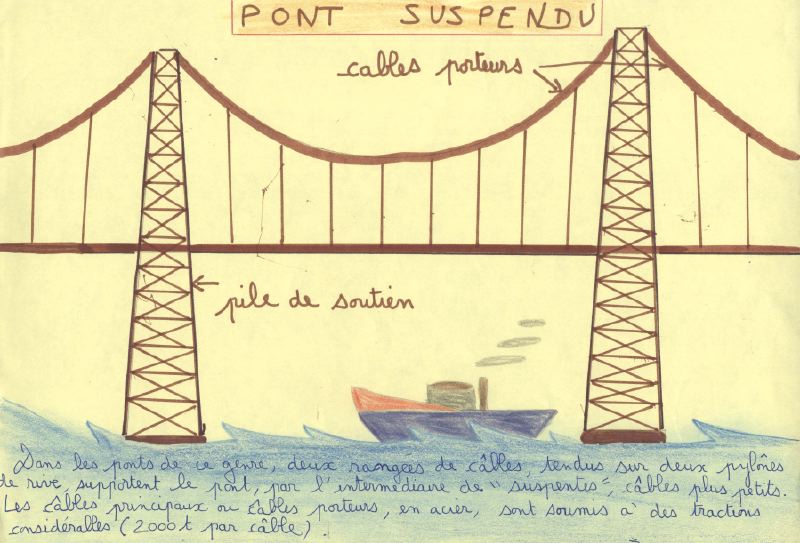 PONT SUSPENDU
câbles porteurs
pile de soutien
Dans les ponts de ce genre, deux rangées de câbles, tendus sur deux pylônes
de rive, supportent le pont, par l'intermédiaire de "suspentes", câbles plus petits.
Les câbles principaux ou câbles porteurs, en acier, sont soumis à des tractions
considérables (2000t par câble).